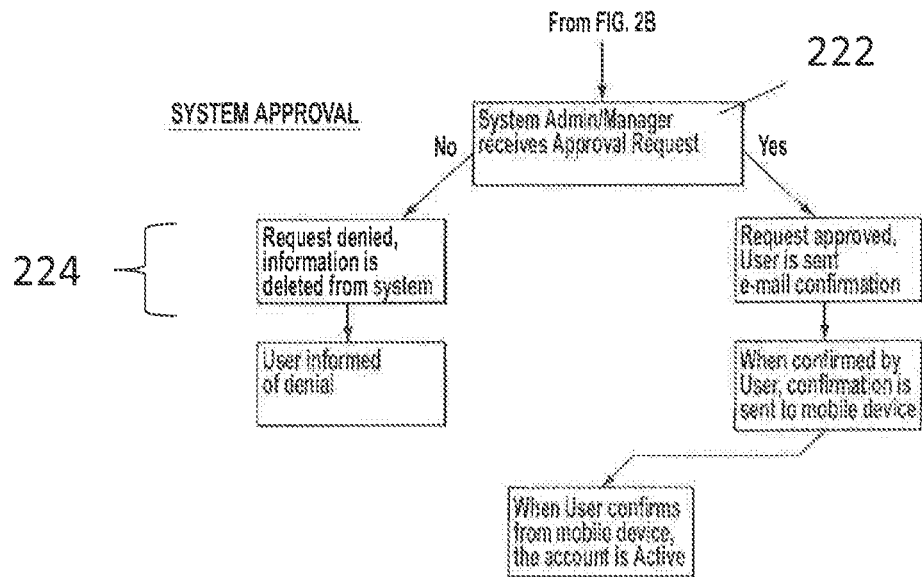 From FIG. 2B
222
SYSTEM APPROVAL
System Admin/Manager
receives Approval Request
No
Yes
224
Request denied,
information is
deleted from system
Request approved,
User is sent
e-mail confirmation
User informed
of denial
When confirmed by
User, confirmation is
sent to mobile device
When User confirms
from mobile device,
the account is Active